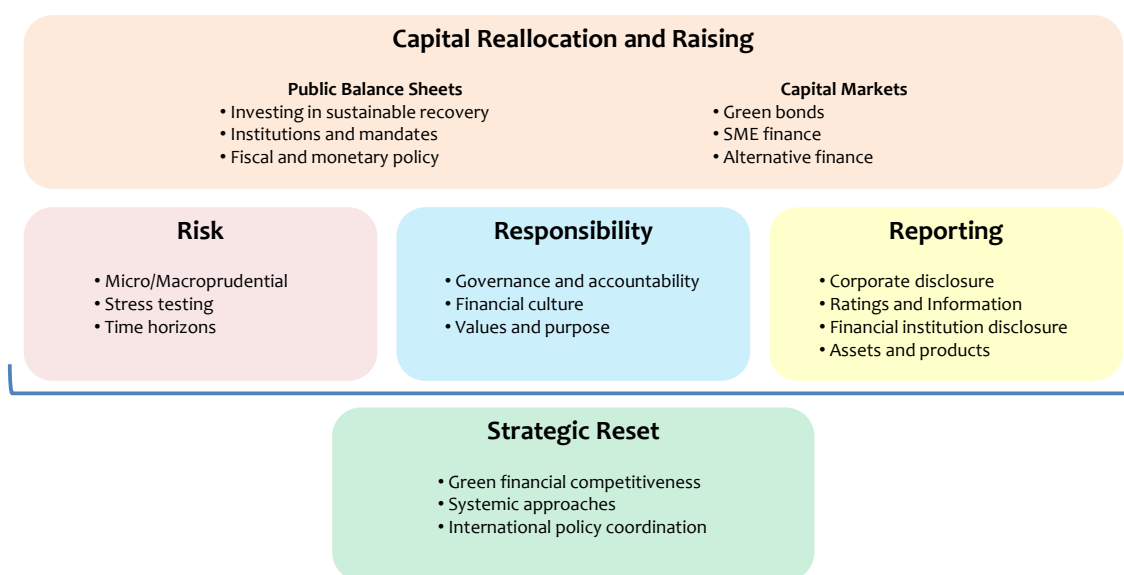 Capital Reallocation and Raising
Public Balance Sheets
• Investing in sustainable recovery
• Institutions and mandates
• Fiscal and monetary policy
Capital Markets
• Green bonds
• SME finance
• Alternative finance
Risk
• Micro/Macroprudential
• Stress testing
• Time horizons
Responsibility
• Governance and accountability
• Financial culture
• Values and purpose
Reporting
• Corporate disclosure
• Ratings and Information
• Financial institution disclosure
• Assets and products
Strategic Reset
• Green financial competitiveness
• Systemic approaches
• International policy coordination